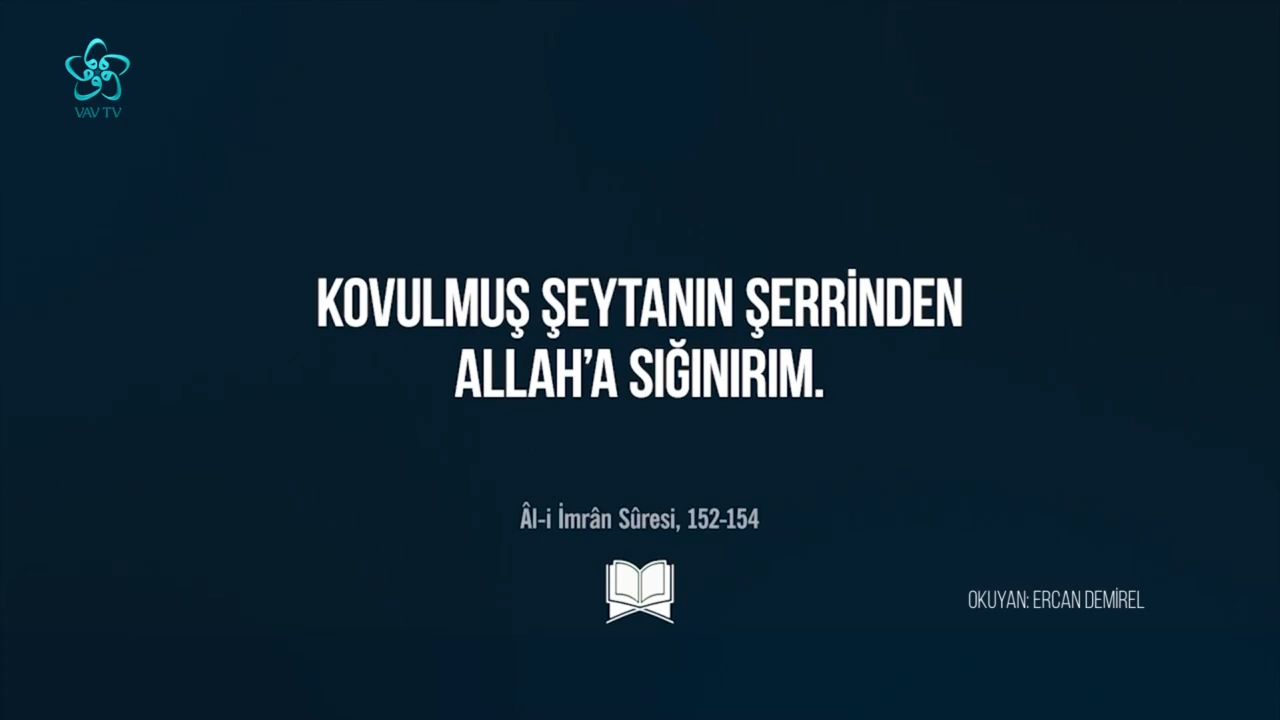 VAV TV
KOVULMUŞ ŞEYTANIN ŞERRİNDEN
ALLAH’A SIĞINIRIM.
Âl-i İmrân Sûresi, 152-154
OKUYAN: ERCAN DEMİREL